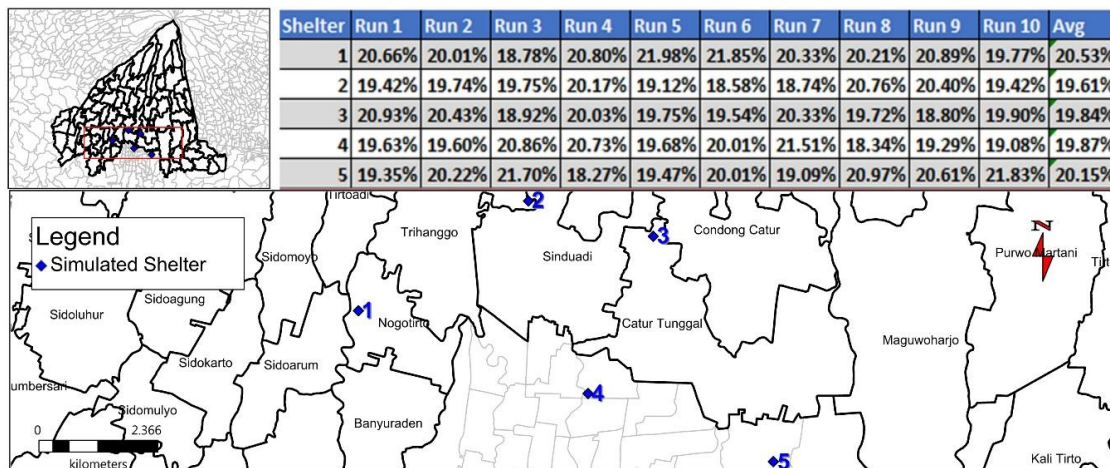 Shelter Run 1 Run 2 Run 3 Run 4 Run 5 Run 6 Run 7 Run 8 Run 9 Run 10 Avg
1 20.66% 20.01% 18.78% 20.80% 21.98% 21.85% 20.33% 20.21% 20.89% 19.77% 20.53%
2 19.42% 19.74% 19.75% 20.17% 19.12% 18.58% 18.74% 20.76% 20.40% 19.42% 19.61%
3 20.93% 20.43% 18.92% 20.03% 19.75% 19.54% 20.33% 19.72% 18.80% 19.90% 19.84%
4 19.63% 19.60% 20.86% 20.73% 19.68% 20.01% 21.51% 18.34% 19.29% 19.08% 19.87%
5 19.35% 20.22% 21.70% 18.27% 19.47% 20.01% 19.09% 20.97% 20.61% 21.83% 20.15%
Tirtoadi
2
Legend
Simulated Shelter
Trihanggo
3
Condong Catur
N
Sidomoyo
Sinduadi
Purwo Martani
Tirt
Sidoagung
Sidoluhur
1
Nogotirto
Catur Tunggal
Maguwoharjo
Sidokarto
Sidoarum
umbersari
4
Sidomulyo
Banyuraden
0 2.366
kilometers
5
Kali Tirto